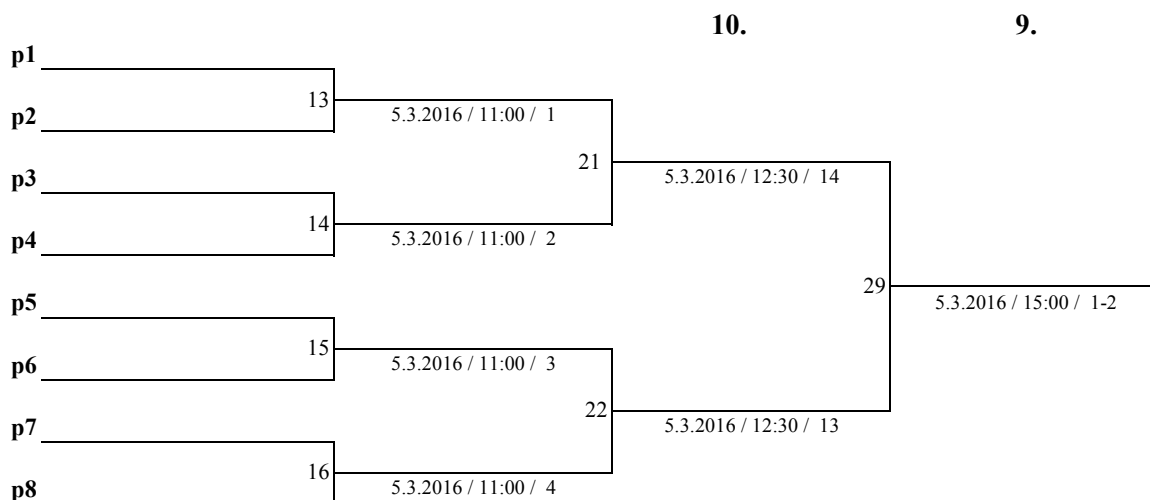 10. 9.
p1
13
p2
5.3.2016 / 11:00 / 1
21
p3
5.3.2016 / 12:30 / 14
14
p4
5.3.2016 / 11:00 / 2
29
p5
5.3.2016 / 15:00 / 1-2
15
p6
5.3.2016 / 11:00 / 3
22
p7
5.3.2016 / 12:30 / 13
16
p8
5.3.2016 / 11:00 / 4